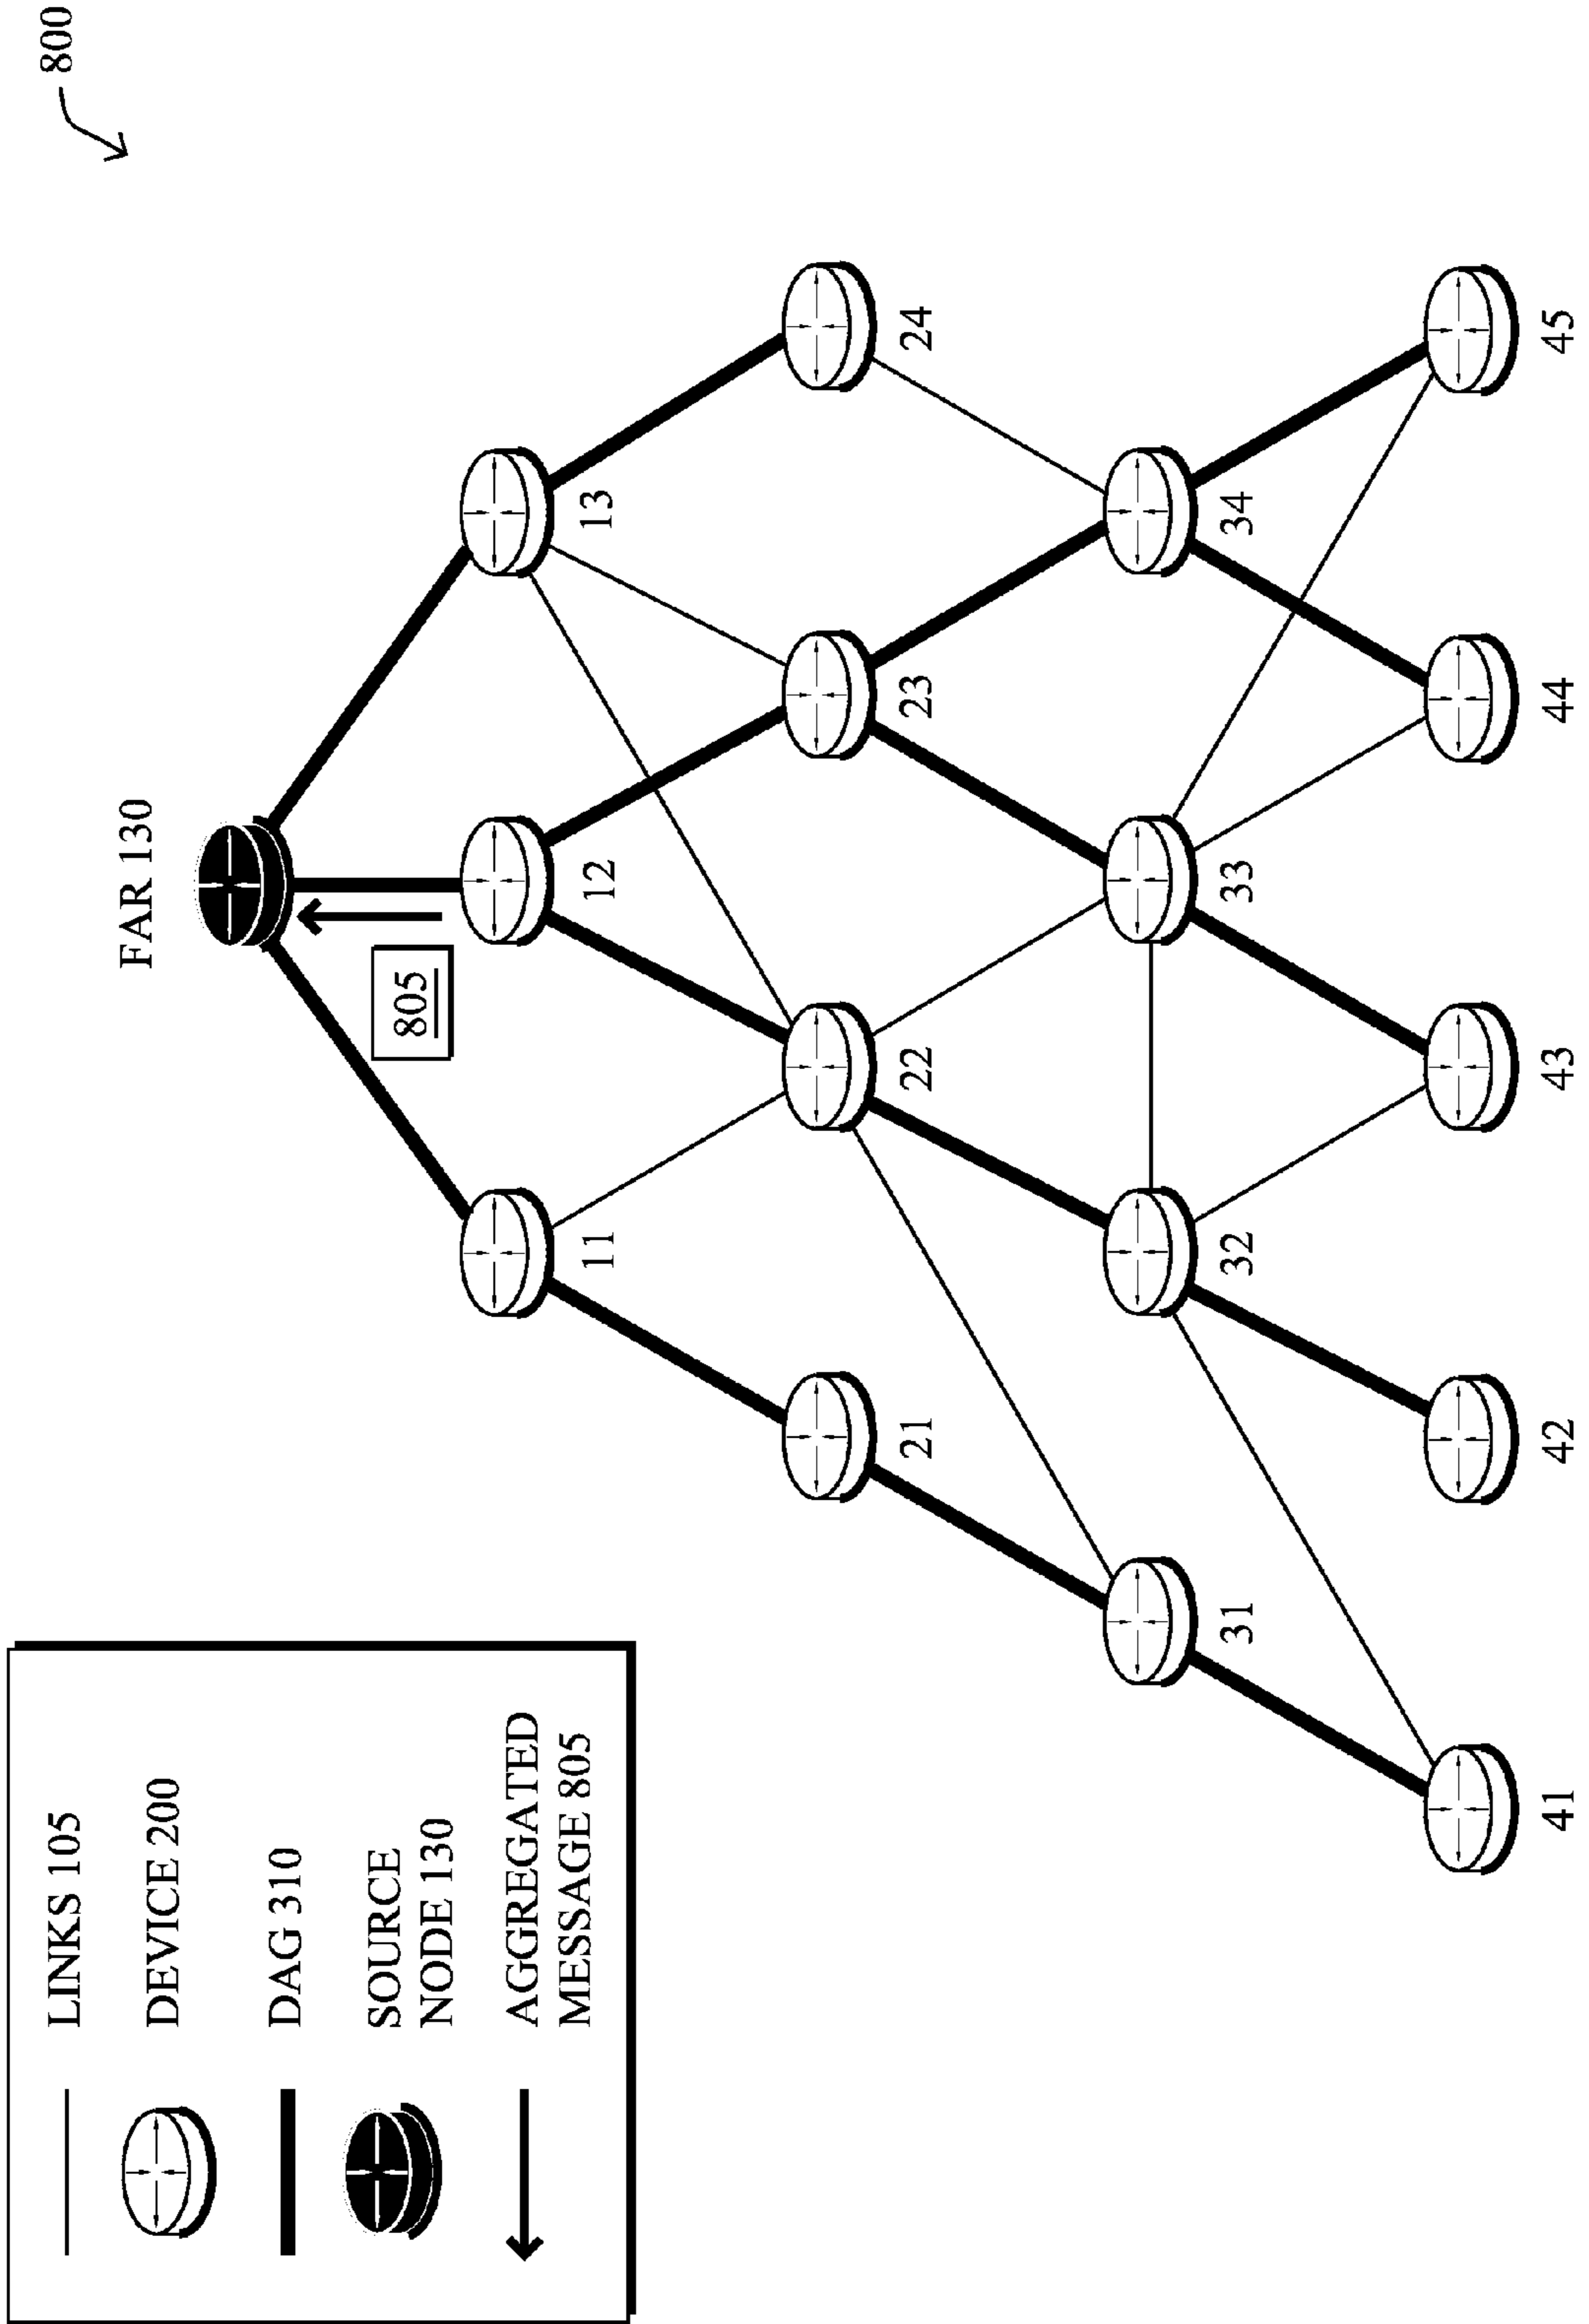 800
LINKS 105
DEVICE 200
DAG 310
SOURCE
NODE 130
AGGREGATED
MESSAGE 805
FAR 130
805
11
12
13
21
22
23
24
31
32
33
34
41
42
43
44
45